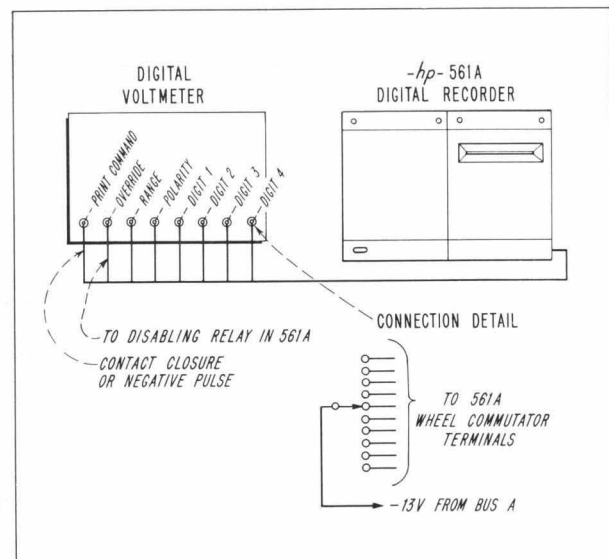 DIGITAL
VOLTMETER
-hp- 561A
DIGITAL RECORDER
PRINT COMMAND
OVERRIDE
RANGE
POLARITY
DIGIT 1
DIGIT 2
DIGIT 3
DIGIT 4
TO DISABLING RELAY IN 561A
CONTACT CLOSURE
OR NEGATIVE PULSE
CONNECTION DETAIL
TO 561A
WHEEL COMMUTATOR
TERMINALS
-13V FROM BUS A